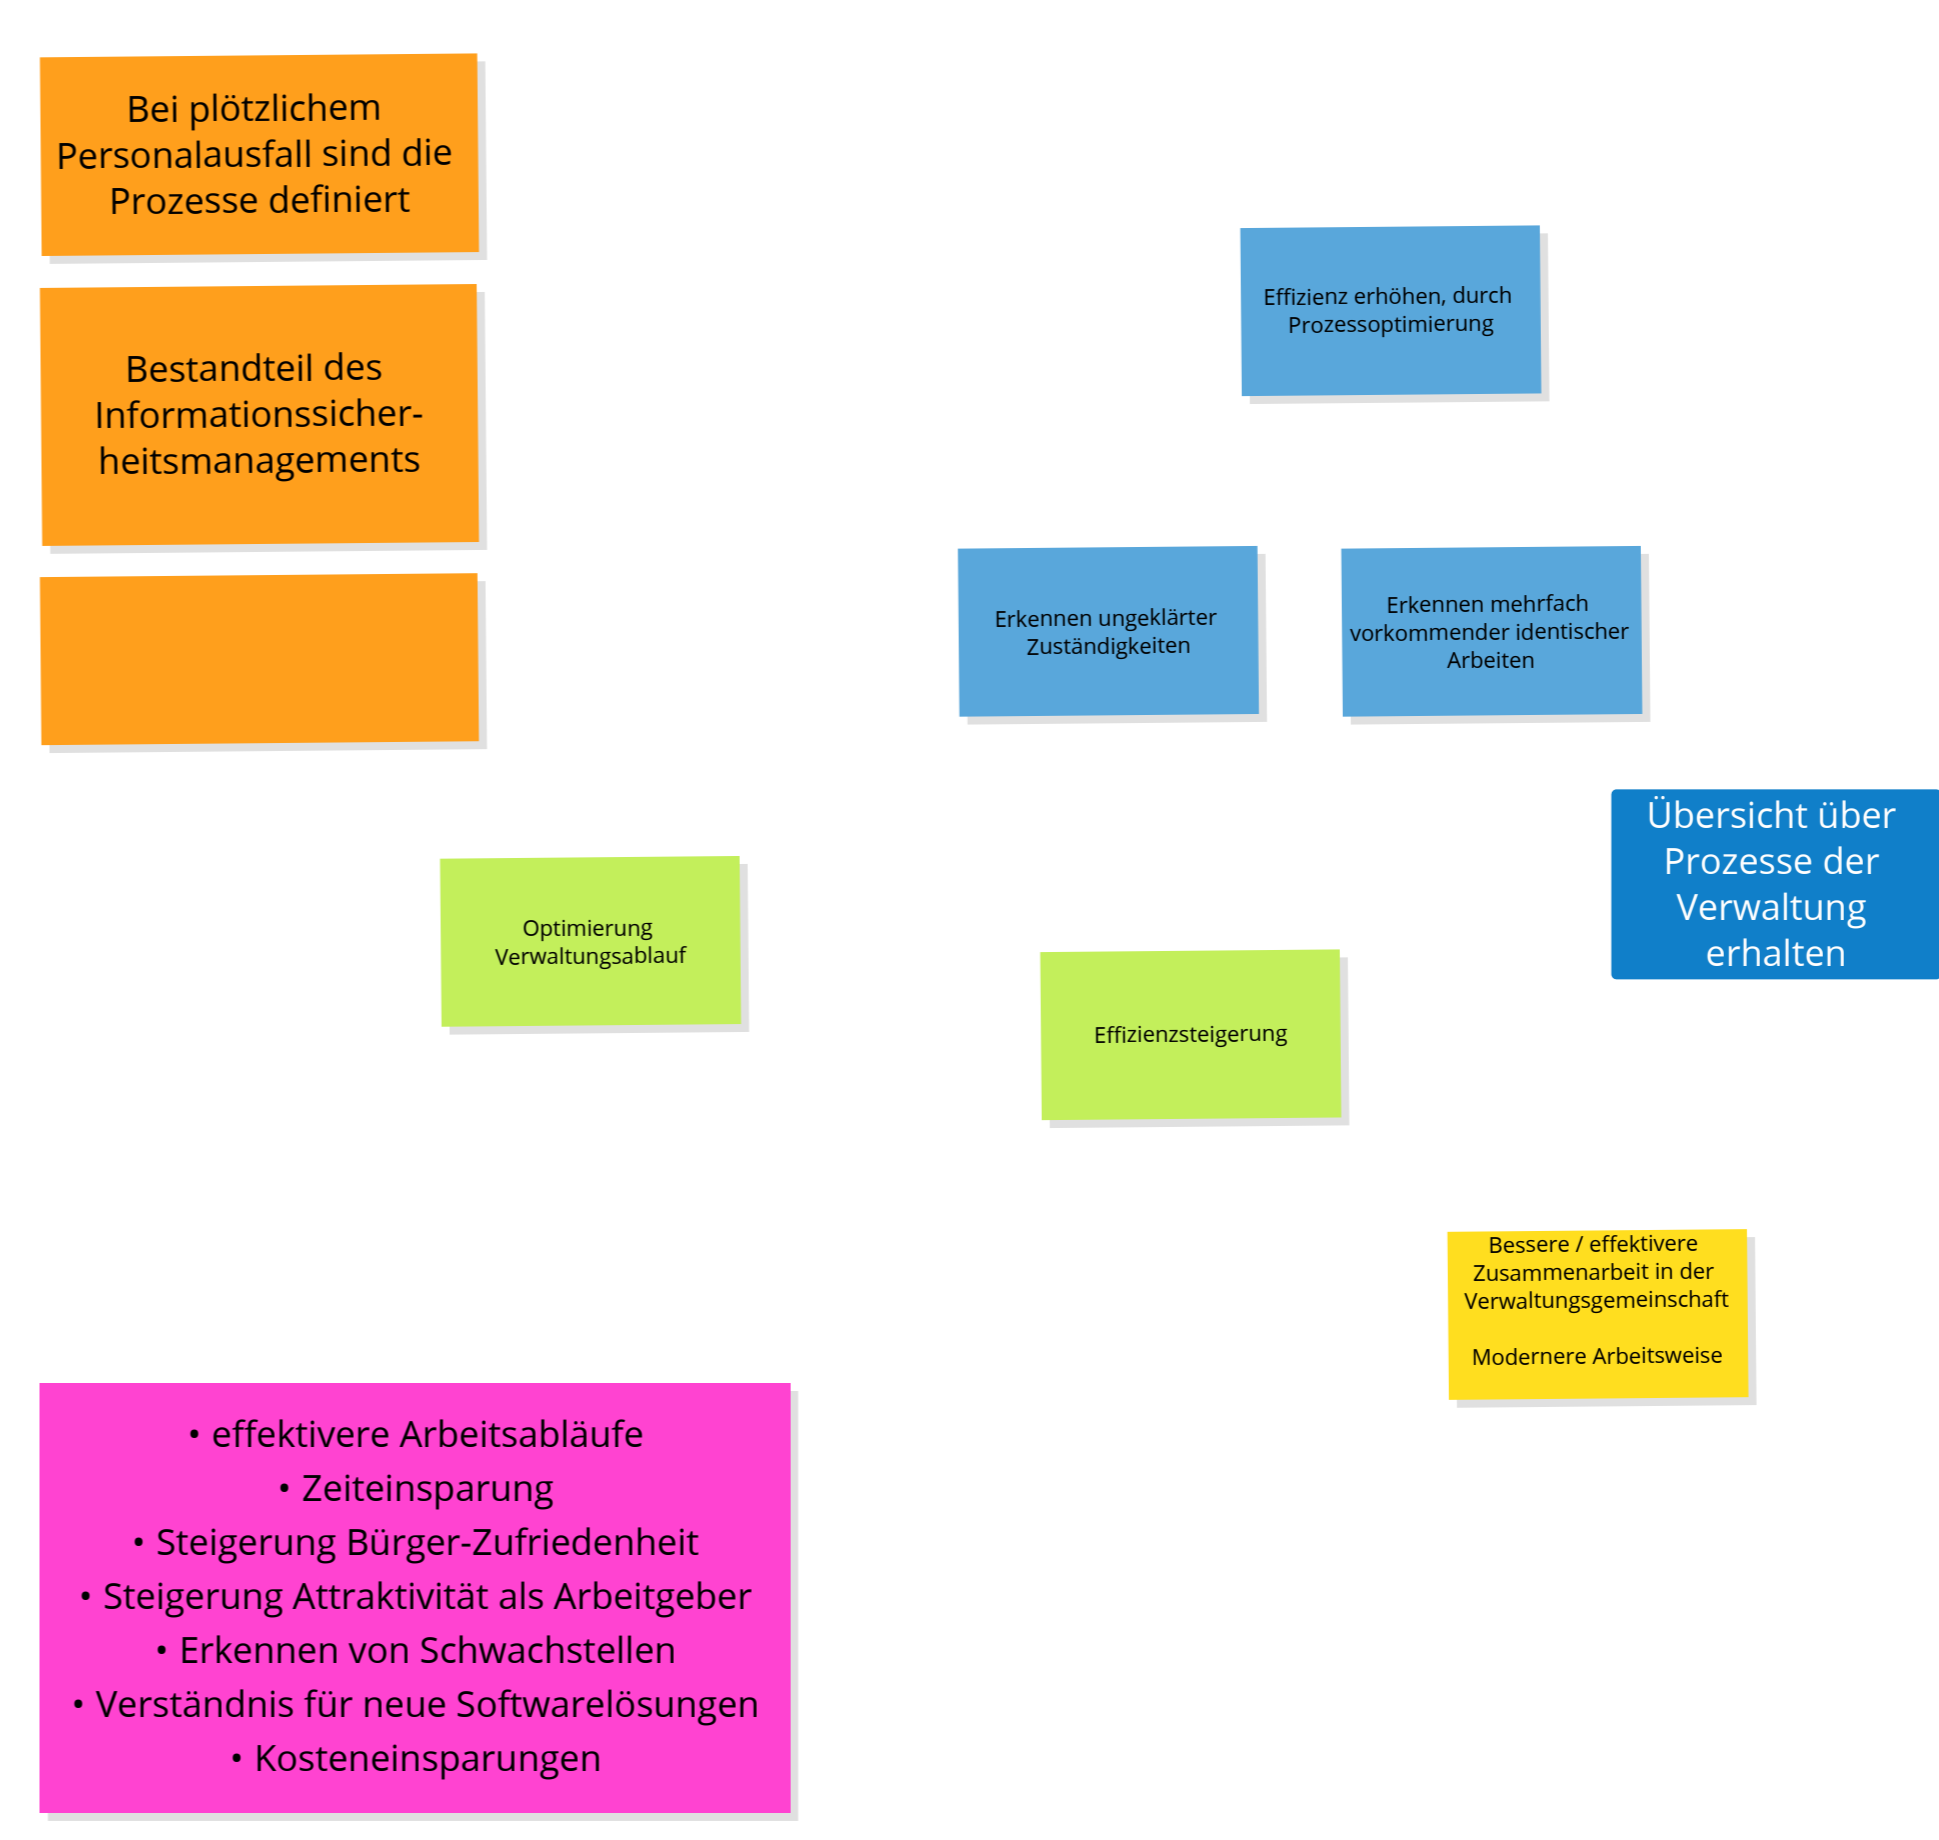 Bei plötzlichem
Personalausfall sind die
Prozesse definiert
Bestandteil des
Informationssicher-
heitsmanagements
Effizienz erhöhen, durch
Prozessoptimierung
Erkennen ungeklärter
Zuständigkeiten
Erkennen mehrfach
vorkommender identischer
Arbeiten
Übersicht über
Prozesse der
Verwaltung
erhalten
Optimierung
Verwaltungsablauf
Effizienzsteigerung
Bessere / effektivere
Zusammenarbeit in der
Verwaltungsgemeinschaft
Modernere Arbeitsweise
• effektivere Arbeitsabläufe
• Zeiteinsparung
• Steigerung Bürger-Zufriedenheit
• Steigerung Attraktivität als Arbeitgeber
• Erkennen von Schwachstellen
• Verständnis für neue Softwarelösungen
• Kosteneinsparungen